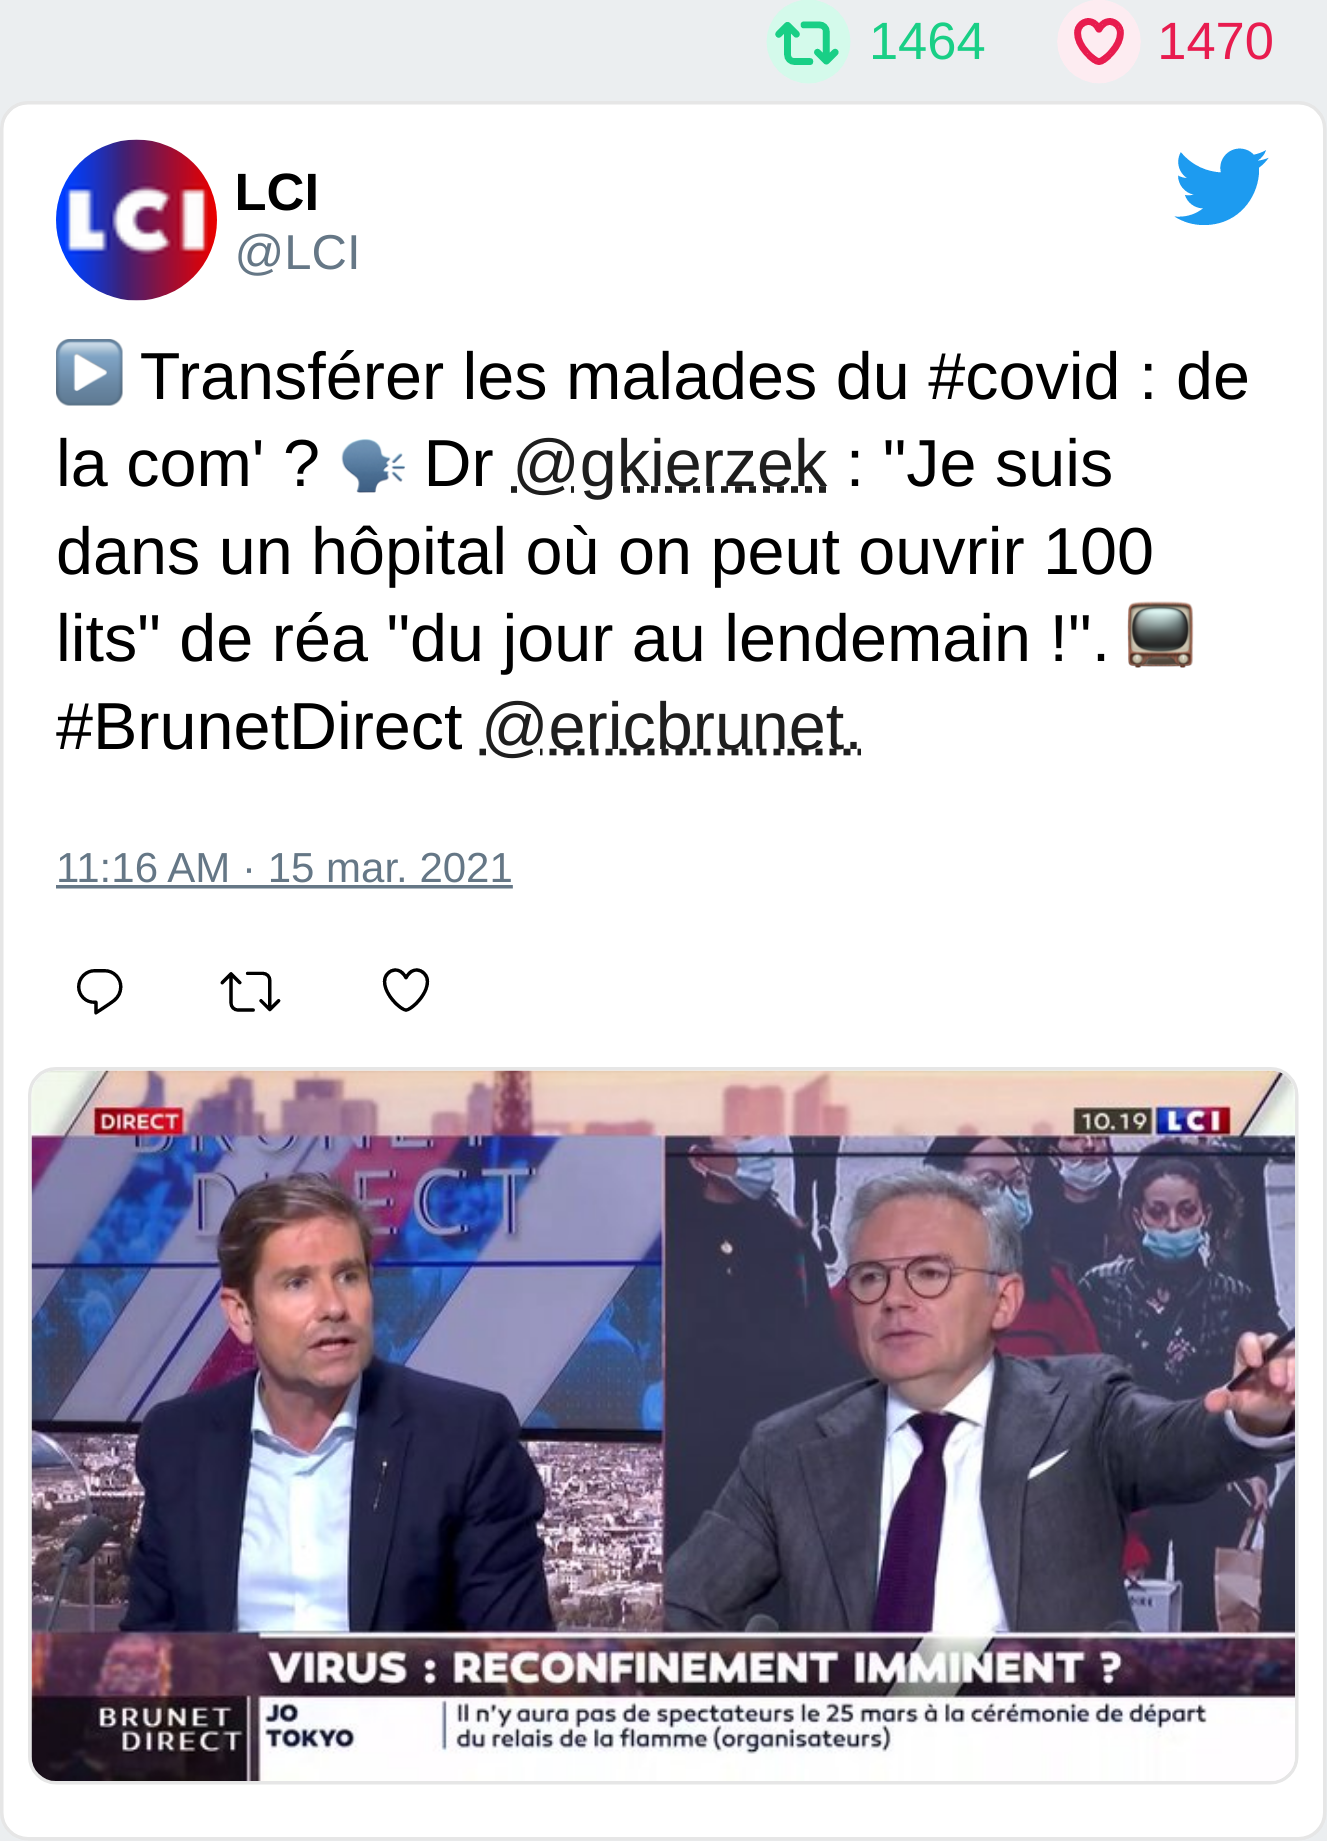 1464 1470
LCI
LCI
@LCI
▶️ Transférer les malades du #covid : de
la com' ? 🗣️ Dr @gkierzek : "Je suis
dans un hôpital où on peut ouvrir 100
lits" de réa "du jour au lendemain !". 📺
#BrunetDirect @ericbrunet.
11:16 AM · 15 mar. 2021
DIRECT
10.19 LCI
BRUNET
DIRECT
VIRUS : RECONFINEMENT IMMINENT ?
BRUNET
DIRECT
JO
TOKYO
Il n'y aura pas de spectateurs le 25 mars à la cérémonie de départ
du relais de la flamme (organisateurs)